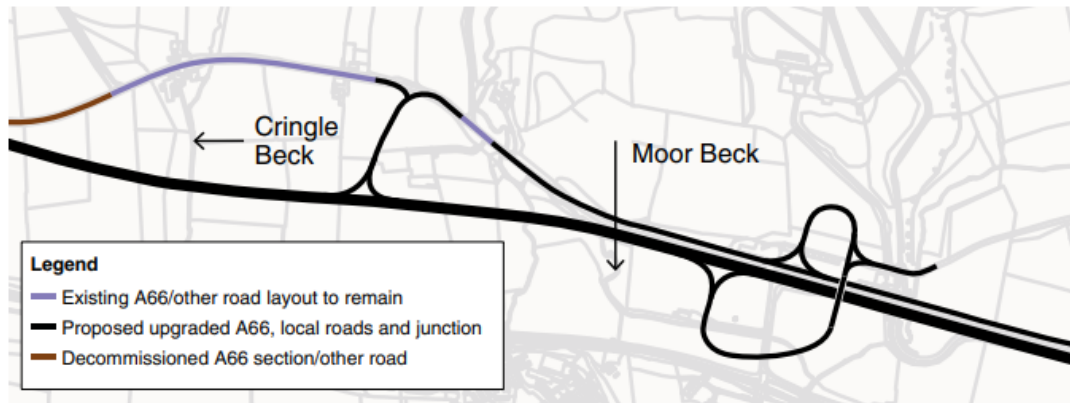 Cringle
Beck
Moor Beck
Legend
Existing A66/other road layout to remain
Proposed upgraded A66, local roads and junction
Decommissioned A66 section/other road